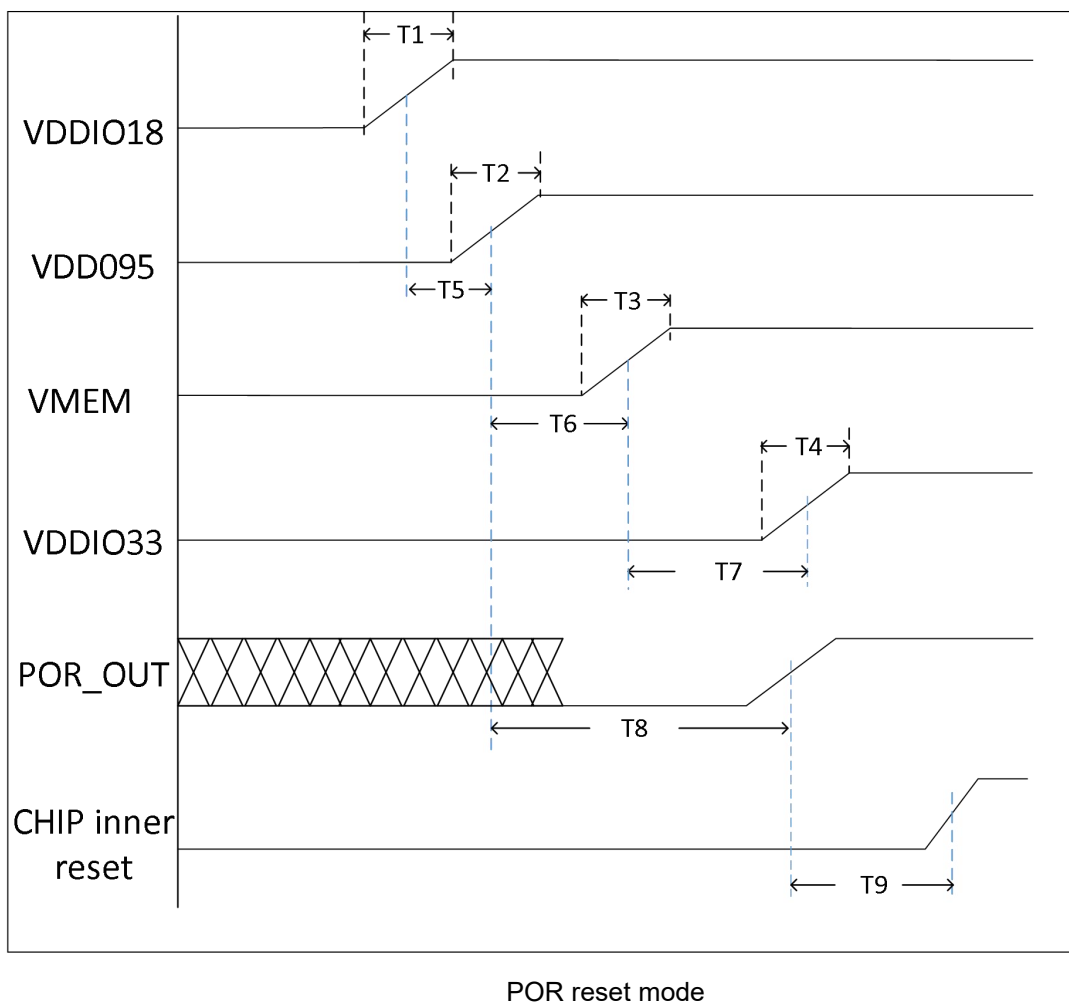 T1
VDDIO18
T2
VDD095
T5
T3
VMEM
T6
T4
VDDIO33
T7
POR_OUT
T8
CHIP inner
reset
T9
POR reset mode